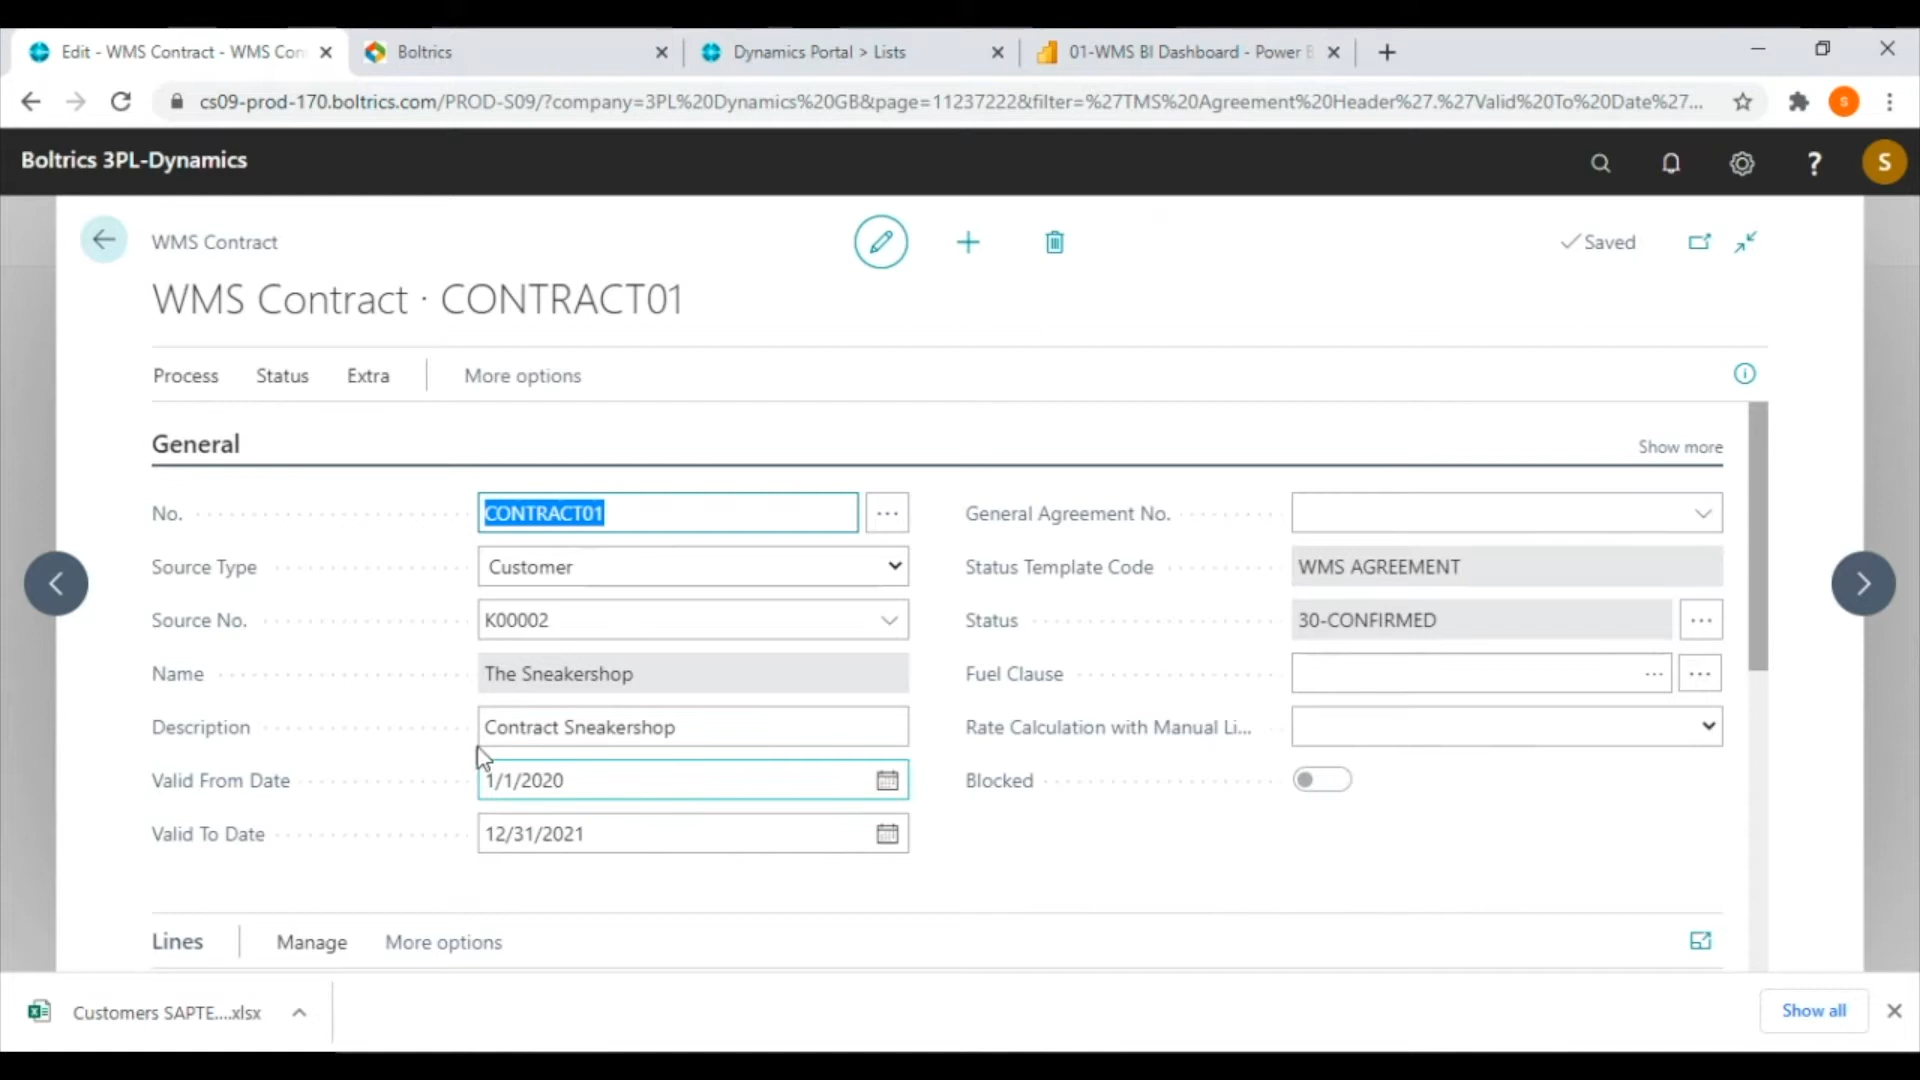 Edit - WMS Contract - WMS Con
Boltrics
Dynamics Portal > Lists
01-WMS BI Dashboard - Power B
cs09-prod-170.boltrics.com/PROD-S09/?company=3PL%20Dynamics%20GB&page=11237222&filter=%27TMS%20Agreement%20Header%27.%27Valid%20To%20Date%27...
S
Boltrics 3PL-Dynamics
?
S
WMS Contract
Saved
WMS Contract · CONTRACT01
Process
Status
Extra
More options
General
Show more
No.
CONTRACT01
Source Type
Customer
Source No.
K00002
Name
The Sneakershop
Description
Contract Sneakershop
Valid From Date
1/1/2020
Valid To Date
12/31/2021
General Agreement No.
Status Template Code
WMS AGREEMENT
Status
30-CONFIRMED
Fuel Clause
Rate Calculation with Manual Li...
Blocked
Lines
Manage
More options
Customers SAPTE....xlsx
Show all